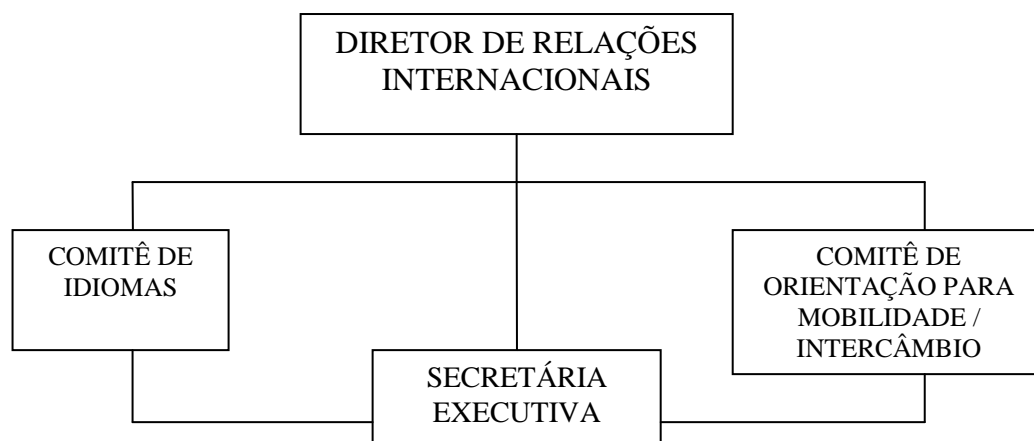 DIRETOR DE RELAÇÕES
INTERNACIONAIS
COMITÊ DE
IDIOMAS
COMITÊ DE
ORIENTAÇÃO PARA
MOBILIDADE /
INTERCÂMBIO
SECRETÁRIA
EXECUTIVA